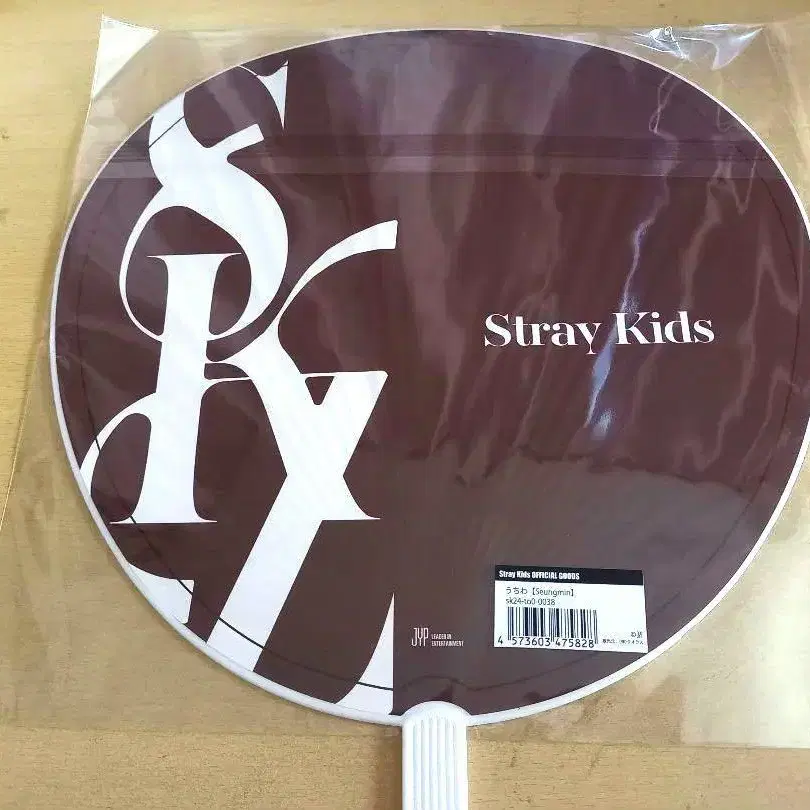 SKZ
Stray Kids
Stray Kids OFFICIAL GOODS
うちわ【Seungmin】
sk24-to0-0038
4 573603 475828
JYP LEADER IN
ENTERTAINMENT